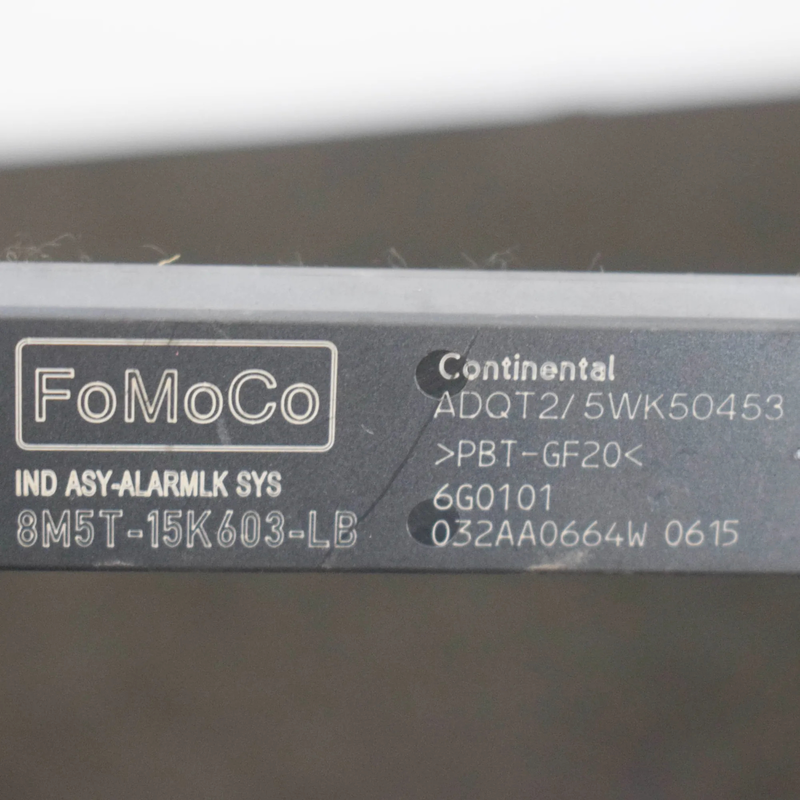 FoMoCo
IND ASY-ALARMLK SYS
8M5T-15K603-LB
Continental
ADQT2/5WK50453
>PBT-GF20<
6G0101
032AA0664W 0615